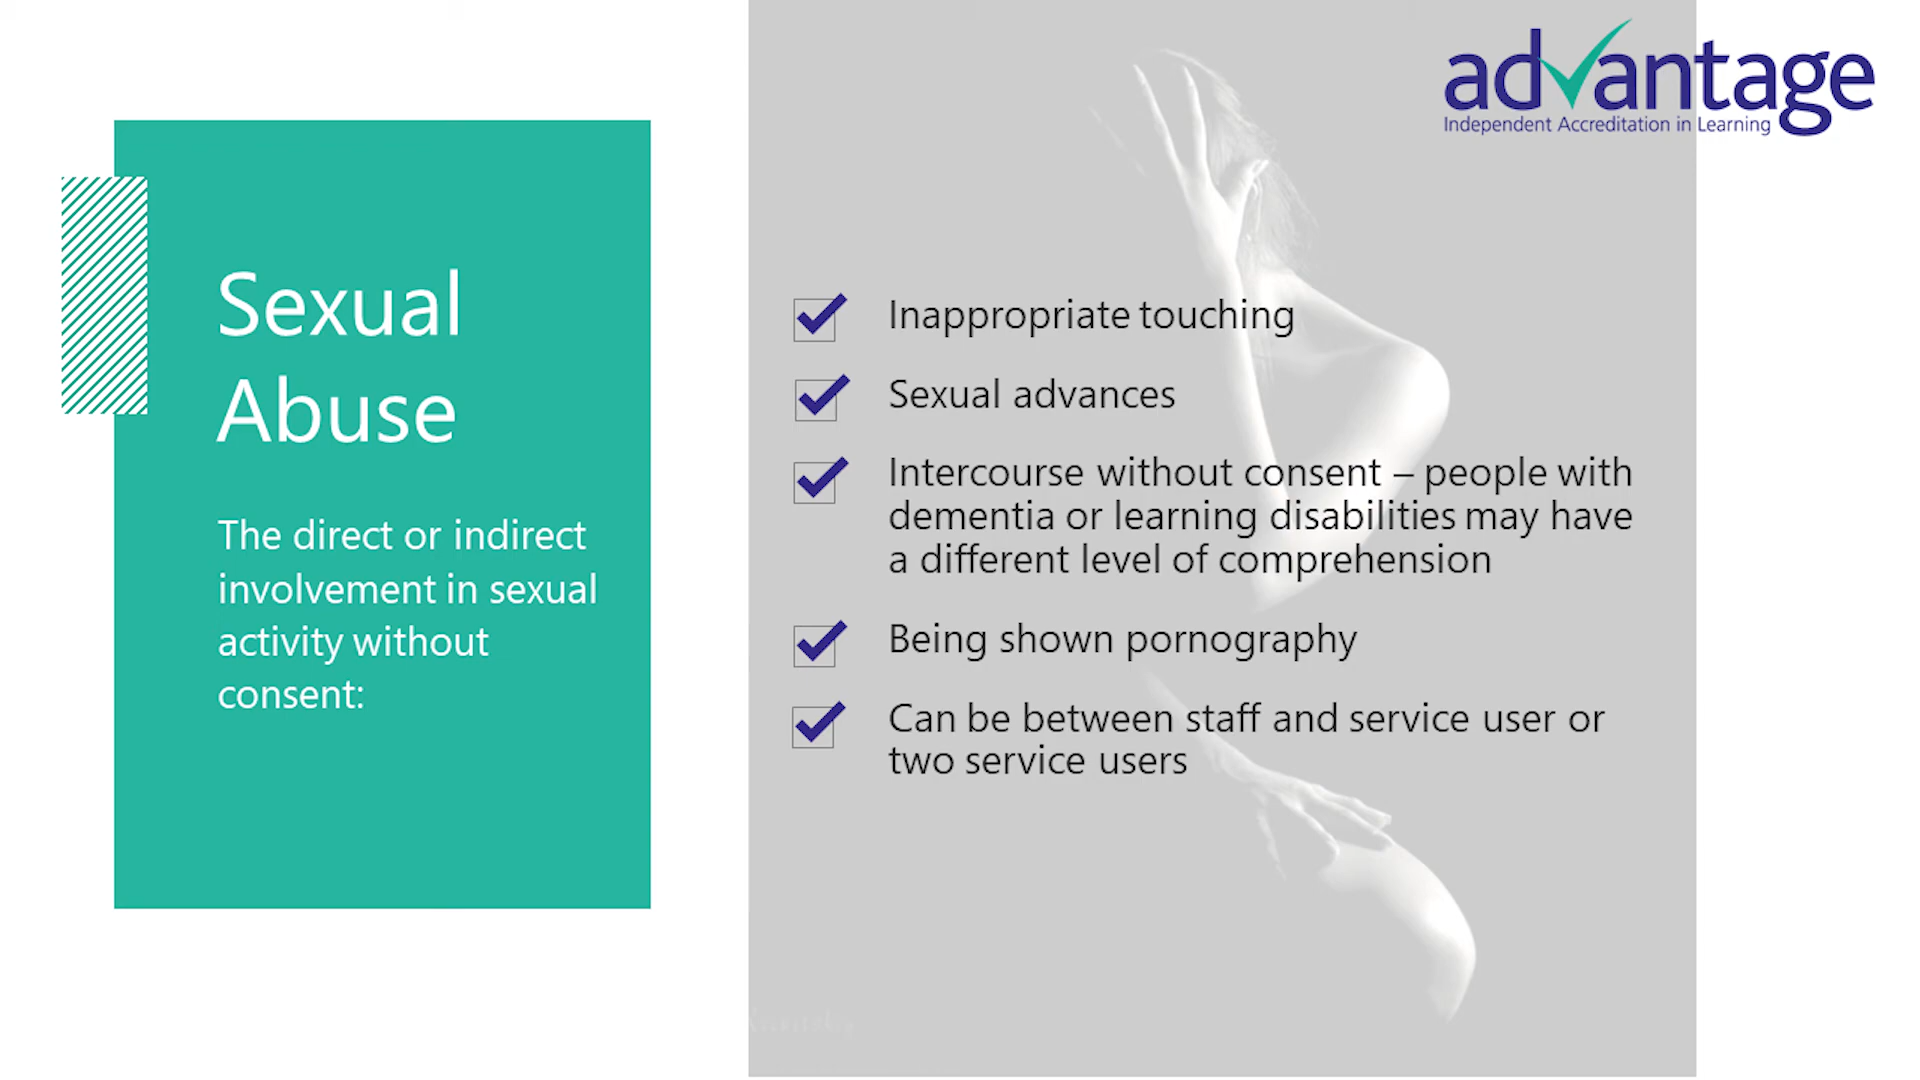 advantage
Independent Accreditation in Learning
Sexual
Abuse
The direct or indirect
involvement in sexual
activity without
consent:
Inappropriate touching
Sexual advances
Intercourse without consent – people with
dementia or learning disabilities may have
a different level of comprehension
Being shown pornography
Can be between staff and service user or
two service users